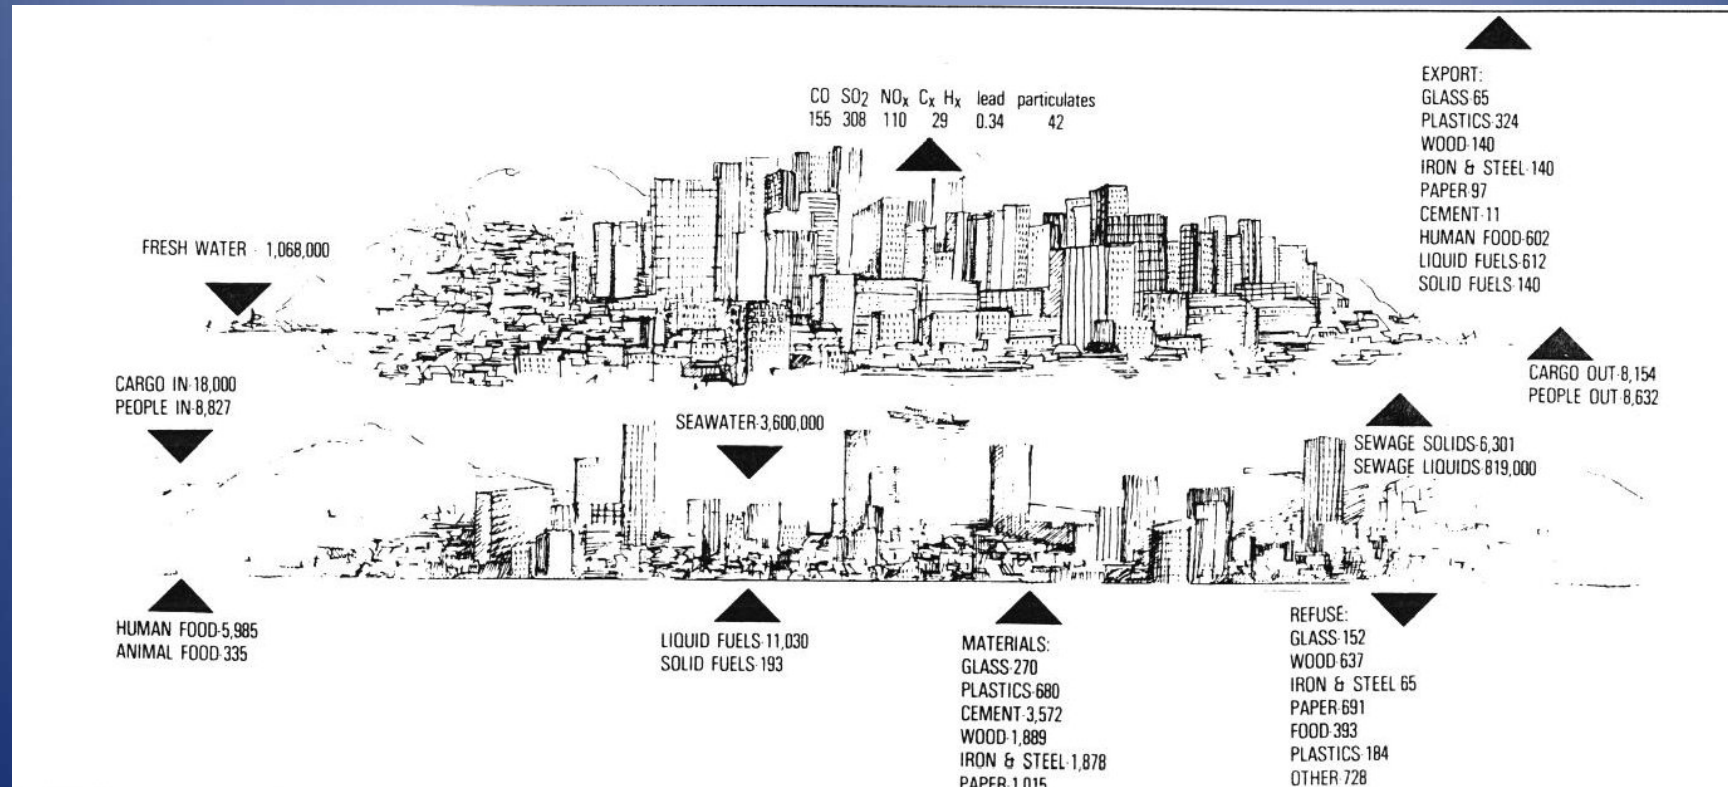 CO SO2 NOx Cx Hx lead particulates
155 308 110 29 0.34 42
EXPORT:
GLASS·65
PLASTICS·324
WOOD·140
IRON & STEEL·140
PAPER·97
CEMENT·11
HUMAN FOOD·602
LIQUID FUELS·612
SOLID FUELS·140
FRESH WATER · 1,068,000
CARGO IN·18,000
PEOPLE IN·8,827
SEAWATER·3,600,000
CARGO OUT·8,154
PEOPLE OUT·8,632
SEWAGE SOLIDS·6,301
SEWAGE LIQUIDS·819,000
HUMAN FOOD·5,985
ANIMAL FOOD·335
LIQUID FUELS·11,030
SOLID FUELS·193
MATERIALS:
GLASS·270
PLASTICS·680
CEMENT·3,572
WOOD·1,889
IRON & STEEL·1,878
PAPER·1,015
REFUSE:
GLASS·152
WOOD·637
IRON & STEEL·65
PAPER·691
FOOD·393
PLASTICS·184
OTHER·728